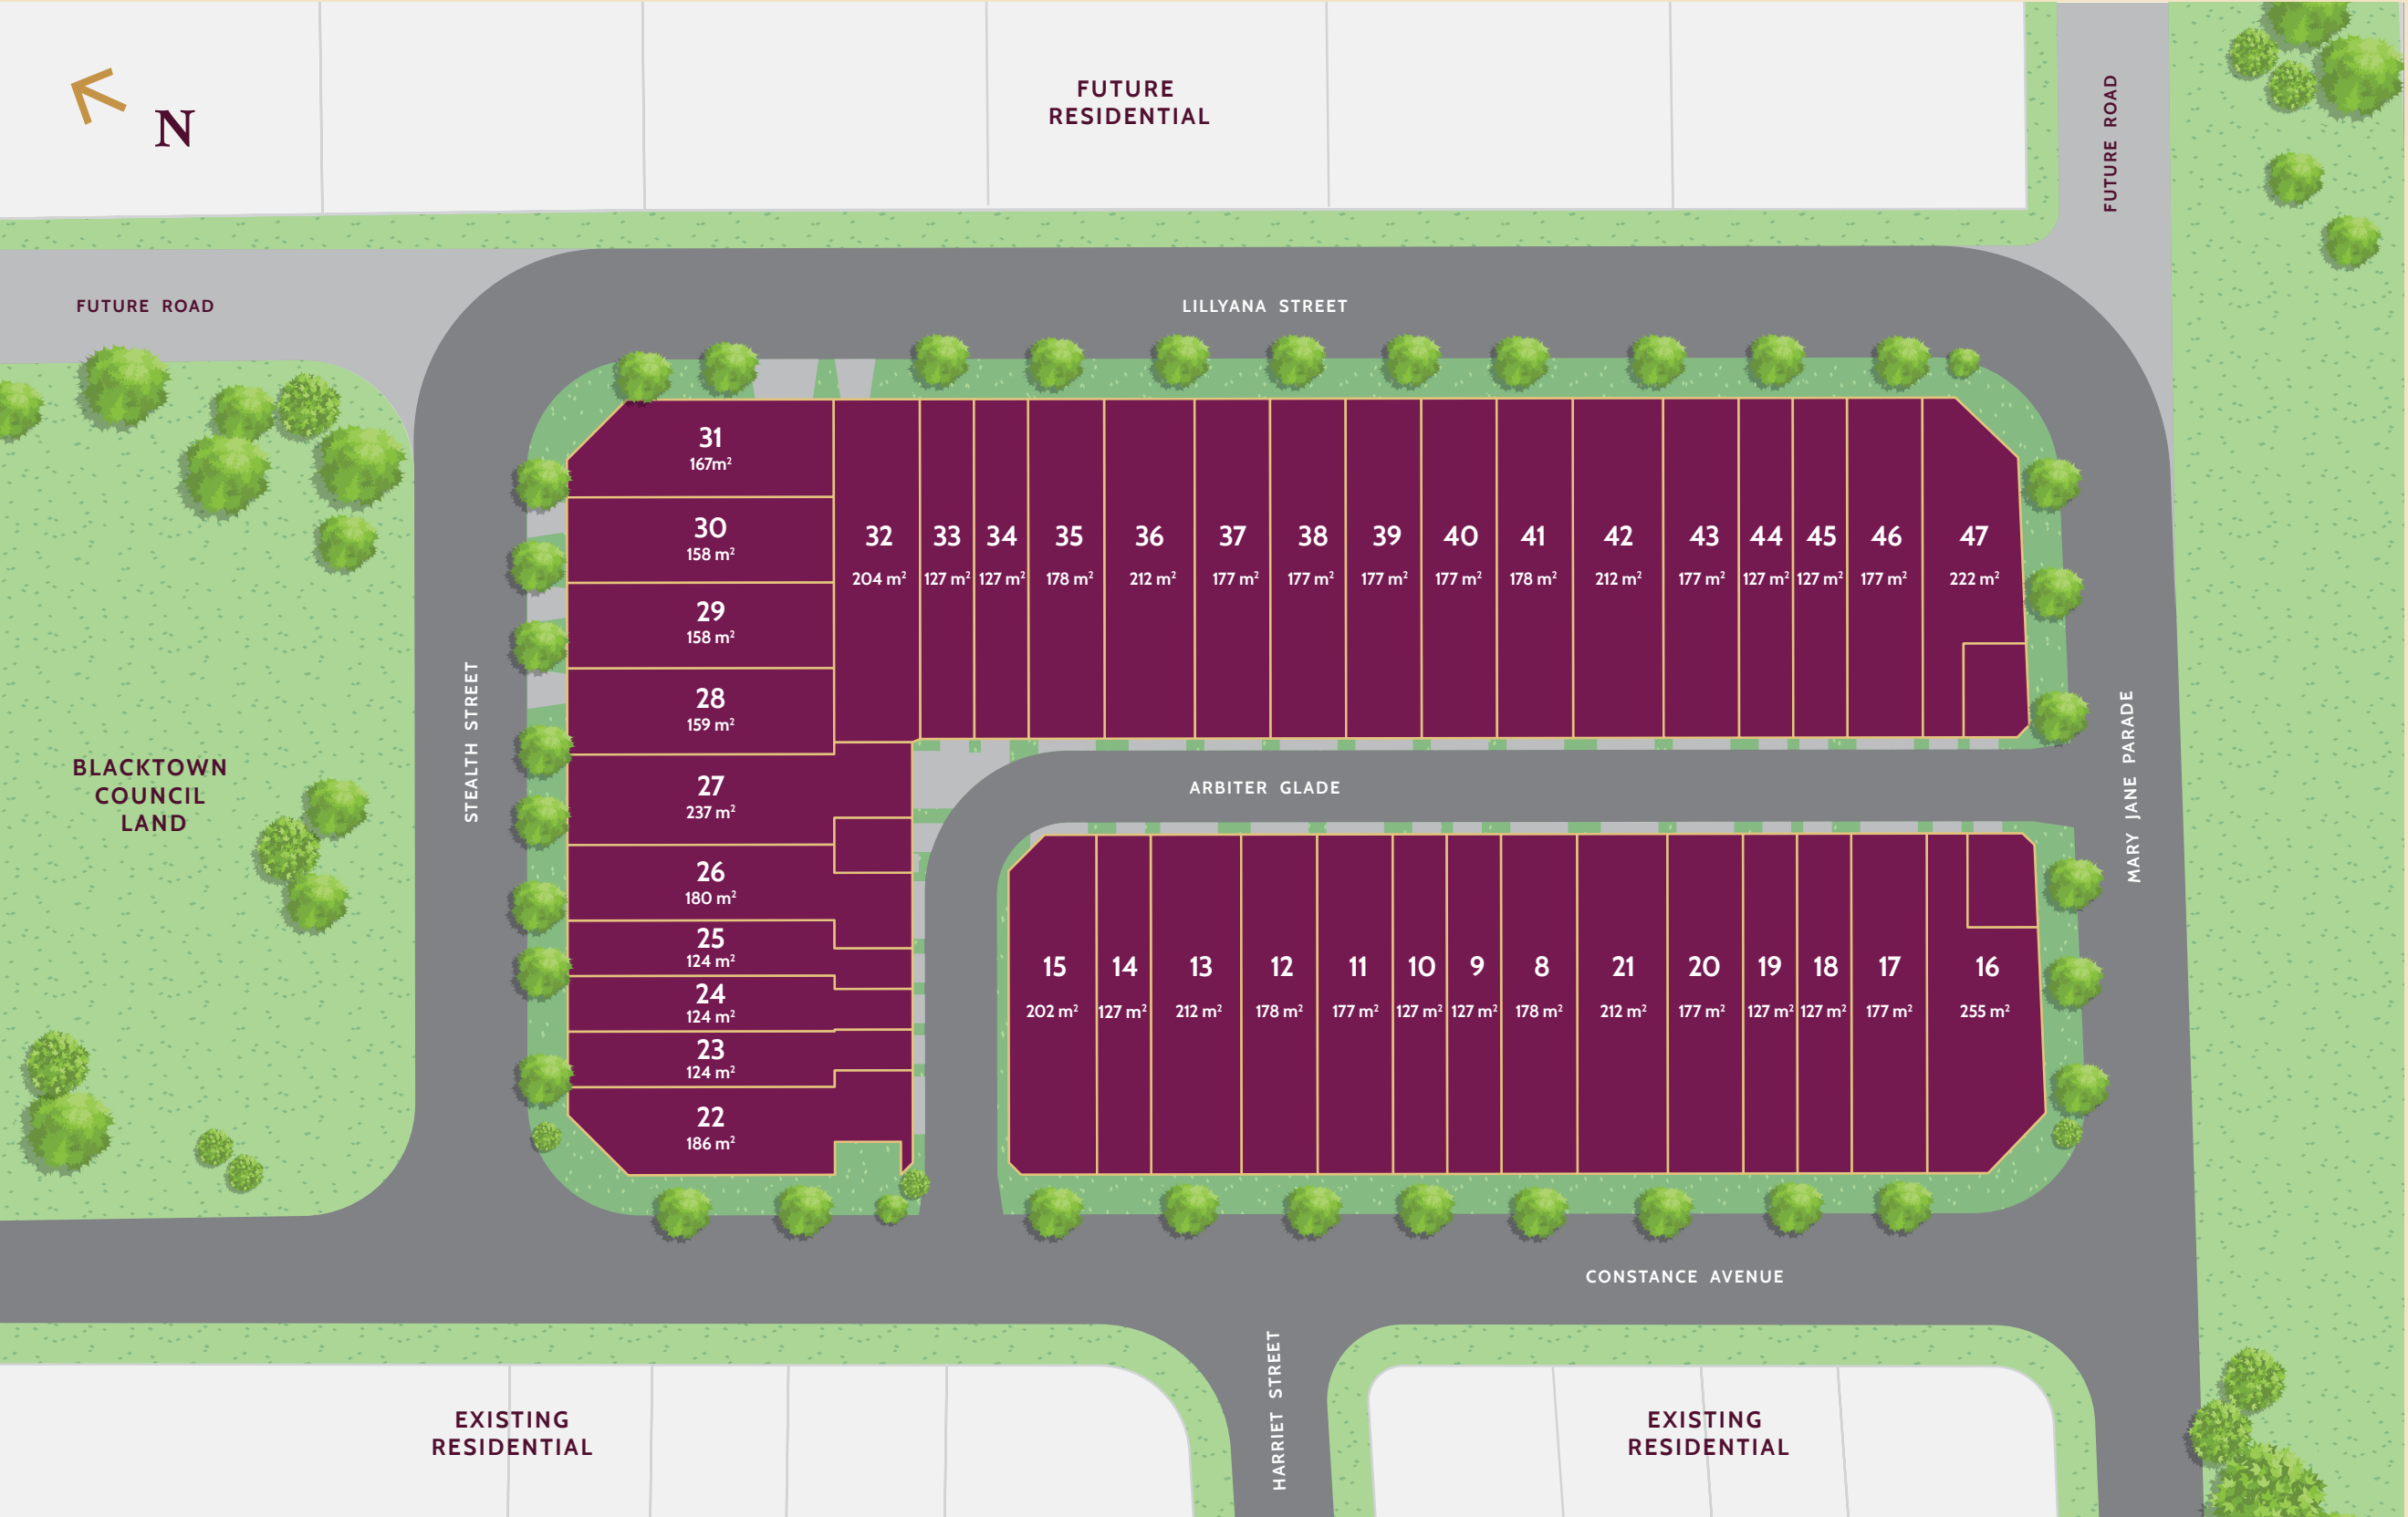 FUTURE
RESIDENTIAL
N
FUTURE ROAD
FUTURE ROAD
LILLYANA STREET
31
167m²
30
158 m²
29
158 m²
28
159 m²
27
237 m²
26
180 m²
25
124 m²
24
124 m²
23
124 m²
22
186 m²
32 33 34 35 36 37 38 39 40 41 42 43 44 45 46 47
204 m² 127 m² 127 m² 178 m² 212 m² 177 m² 177 m² 177 m² 177 m² 178 m² 212 m² 177 m² 127 m² 127 m² 177 m² 222 m²
STEALTH STREET
BLACKTOWN
COUNCIL
LAND
ARBITER GLADE
MARY JANE PARADE
15 14 13 12 11 10 9 8 21 20 19 18 17 16
202 m² 127 m² 212 m² 178 m² 177 m² 127 m² 127 m² 178 m² 212 m² 177 m² 127 m² 127 m² 177 m² 255 m²
CONSTANCE AVENUE
HARRIET STREET
EXISTING
RESIDENTIAL
EXISTING
RESIDENTIAL